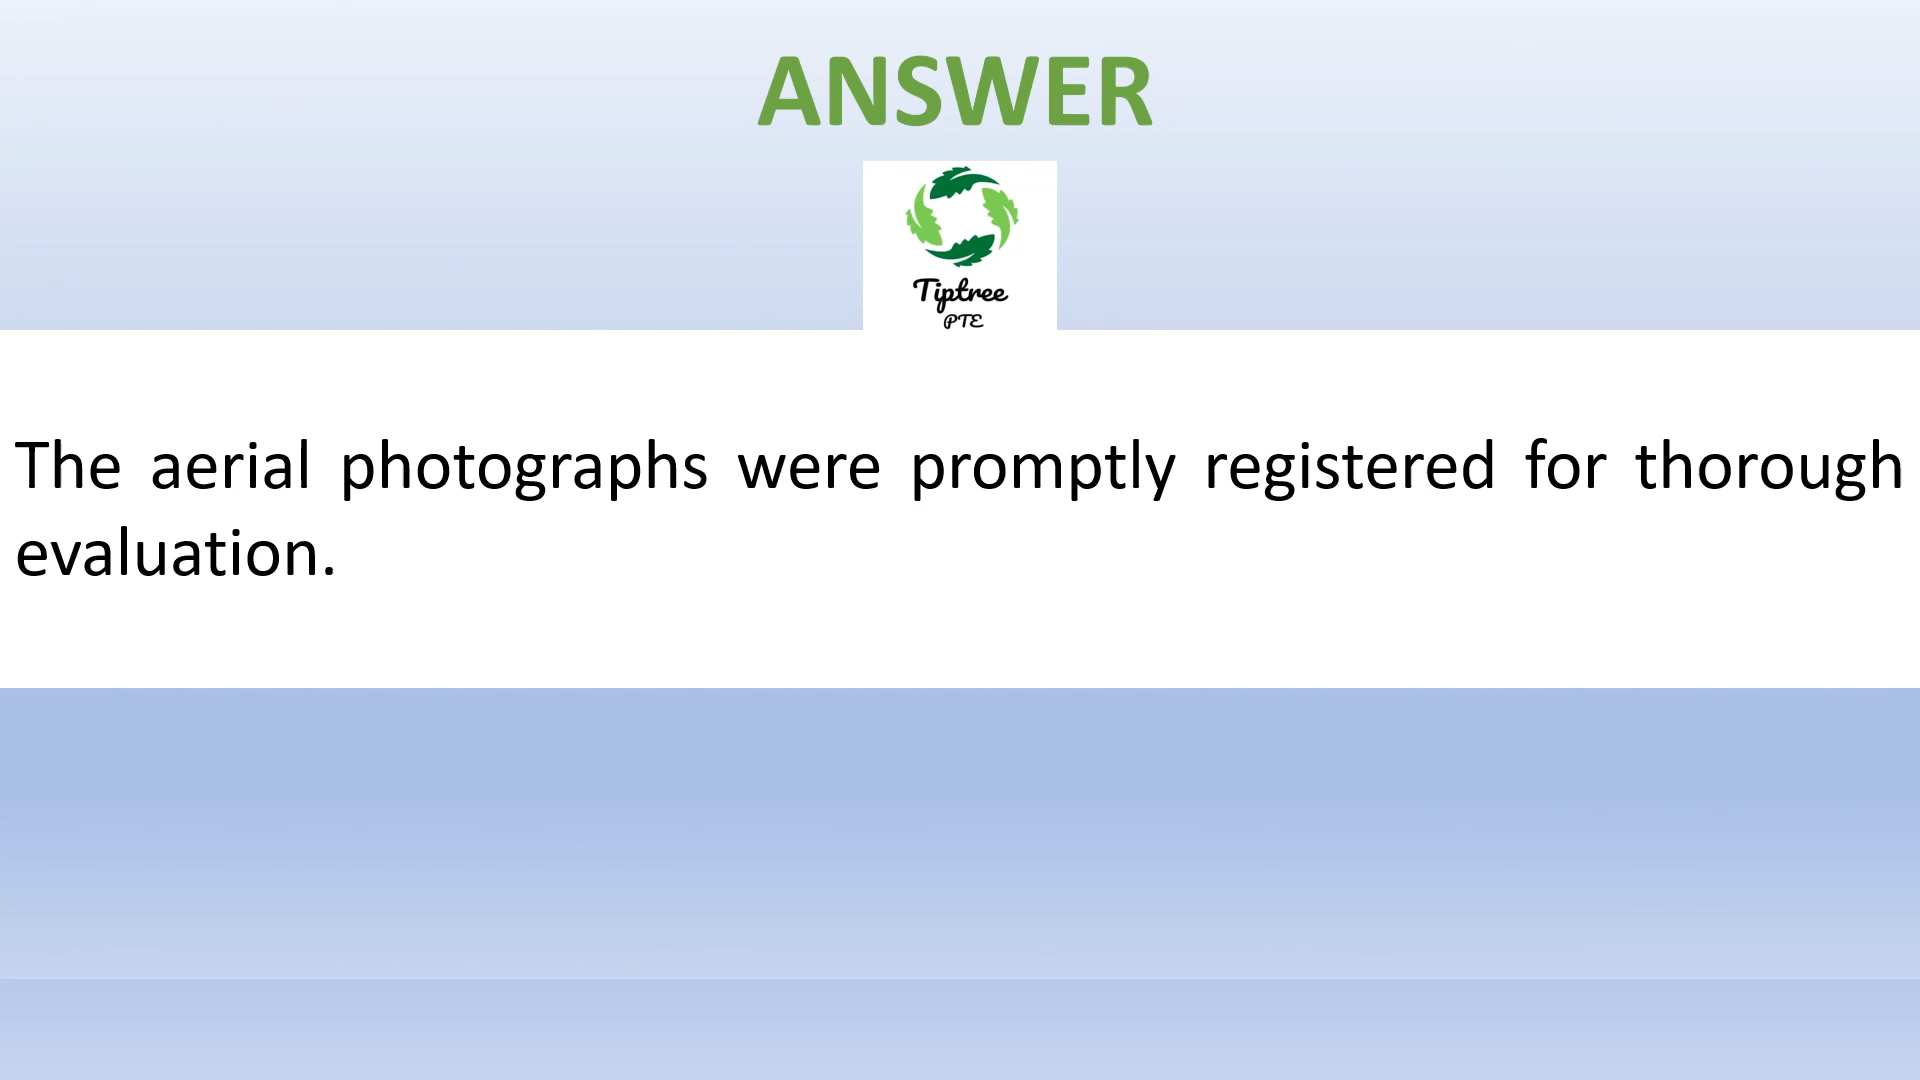 ANSWER
Tiptree
PTE
The aerial photographs were promptly registered for thorough
evaluation.